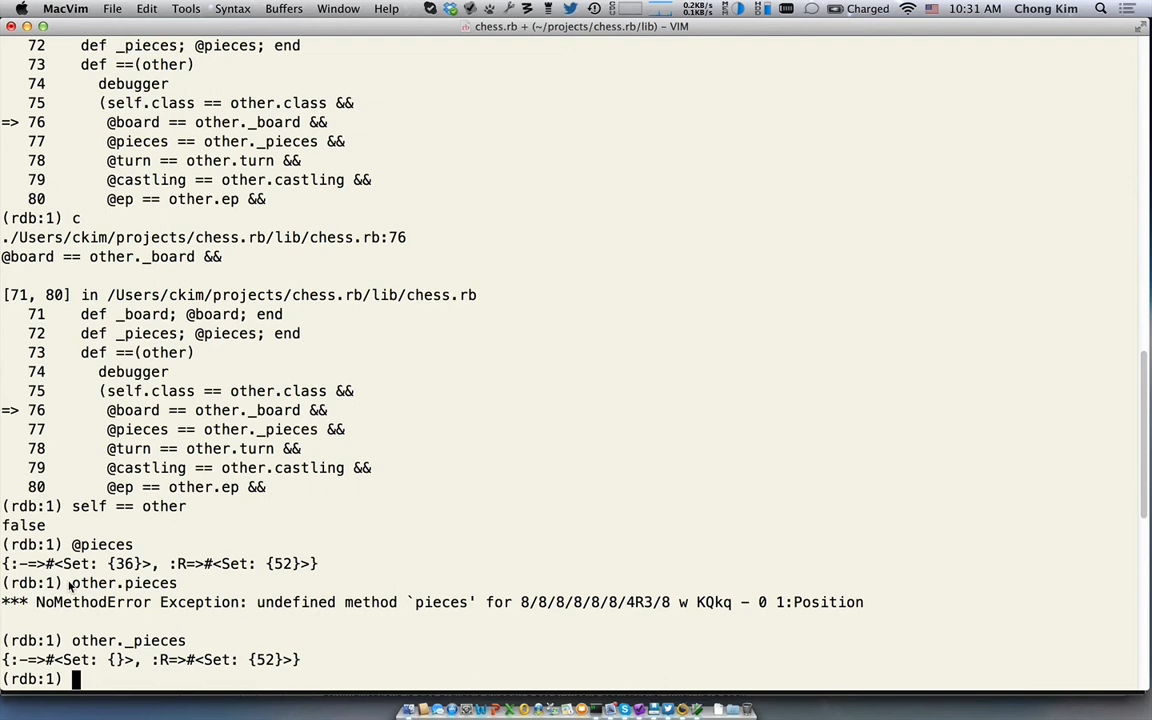 MacVim File Edit Tools Syntax Buffers Window Help 0.2KB/s 0.1KB/s Charged 10:31 AM Chong Kim
chess.rb + (~/projects/chess.rb/lib) – VIM
72 def _pieces; @pieces; end
73 def ==(other)
74 debugger
75 (self.class == other.class &&
=> 76 @board == other._board &&
77 @pieces == other._pieces &&
78 @turn == other.turn &&
79 @castling == other.castling &&
80 @ep == other.ep &&
(rdb:1) c
./Users/ckim/projects/chess.rb/lib/chess.rb:76
@board == other._board &&
[71, 80] in /Users/ckim/projects/chess.rb/lib/chess.rb
71 def _board; @board; end
72 def _pieces; @pieces; end
73 def ==(other)
74 debugger
75 (self.class == other.class &&
=> 76 @board == other._board &&
77 @pieces == other._pieces &&
78 @turn == other.turn &&
79 @castling == other.castling &&
80 @ep == other.ep &&
(rdb:1) self == other
false
(rdb:1) @pieces
{:-=>#<Set: {36}>, :R=>#<Set: {52}>}
(rdb:1) other.pieces
*** NoMethodError Exception: undefined method `pieces' for 8/8/8/8/8/8/4R3/8 w KQkq – 0 1:Position
(rdb:1) other._pieces
{:-=>#<Set: {}>, :R=>#<Set: {52}>}
(rdb:1)